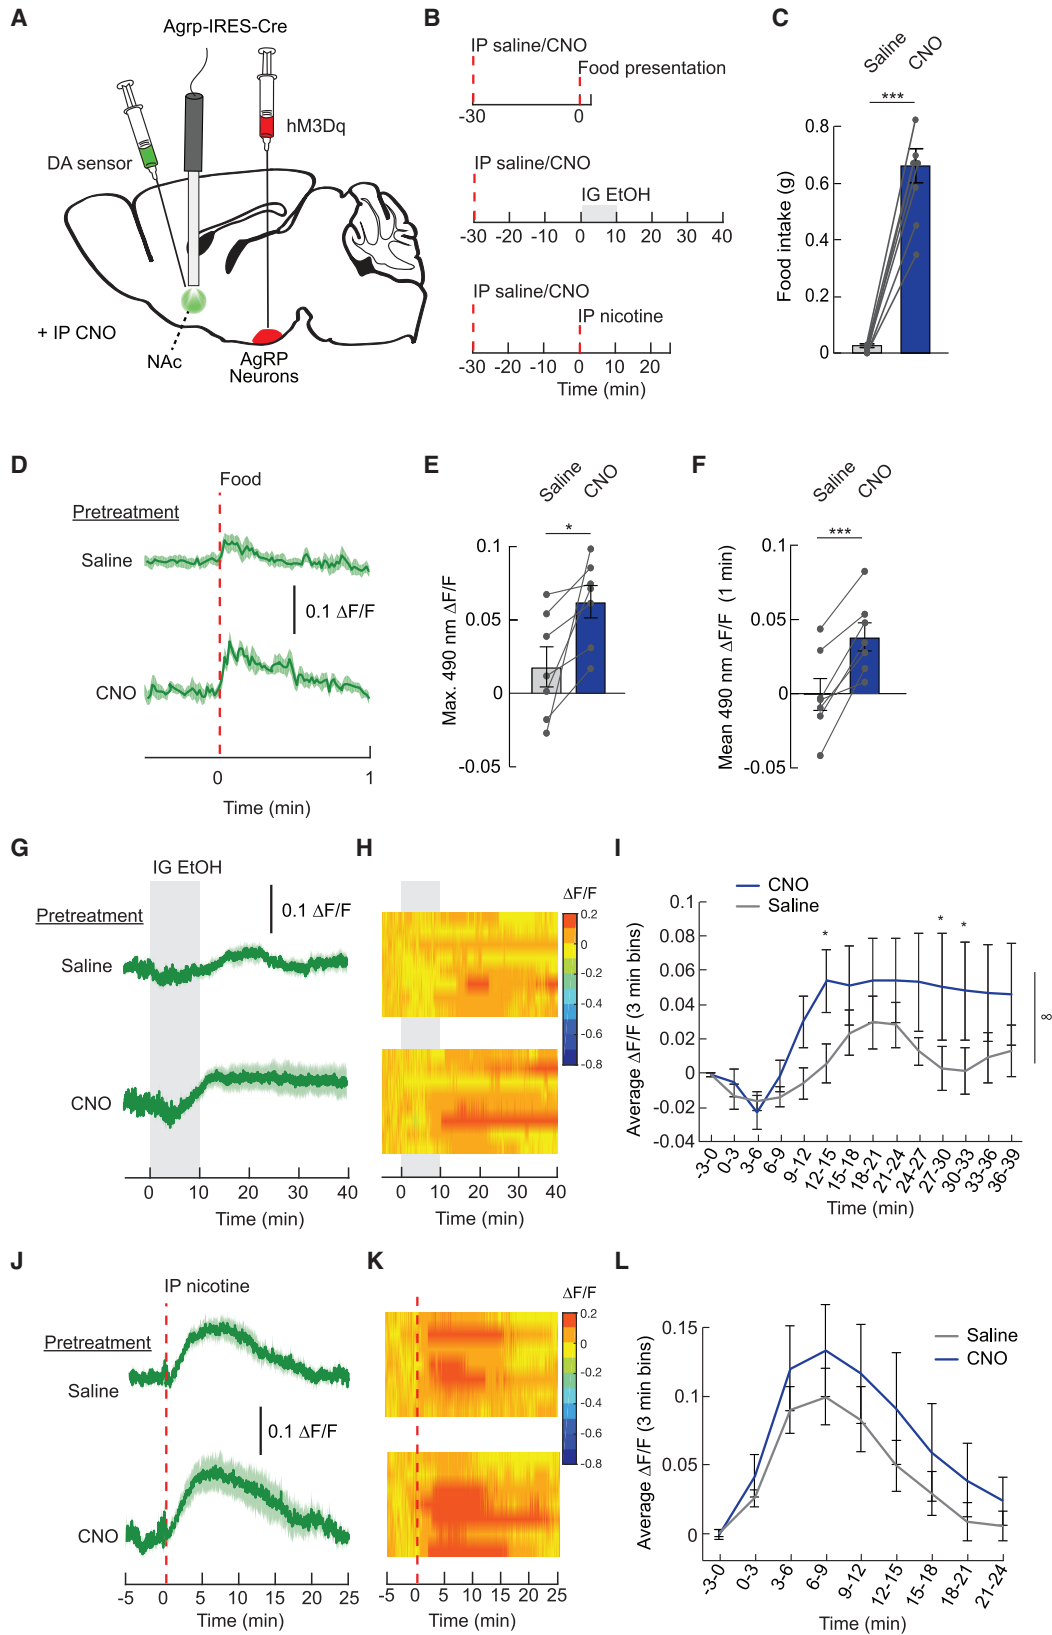 A
Agrp-IRES-Cre
hM3Dq
DA sensor
+ IP CNO
NAc
AgRP
Neurons
B
IP saline/CNO
Food presentation
-30
0
IP saline/CNO
IG EtOH
-30 -20 -10 0 10 20 30 40
IP saline/CNO
IP nicotine
-30 -20 -10 0 10 20
Time (min)
C
Saline
CNO
***
Food intake (g)
0.8
0.6
0.4
0.2
0
D
Food
Pretreatment
Saline
0.1 ΔF/F
CNO
0 1
Time (min)
E
Saline
CNO
*
Max. 490 nm ΔF/F
0.1
0.05
0
-0.05
F
Saline
CNO
***
Mean 490 nm ΔF/F (1 min)
0.1
0.05
0
-0.05
G
IG EtOH
Pretreatment
0.1 ΔF/F
Saline
CNO
0 10 20 30 40
Time (min)
H
ΔF/F
0.2
0
-0.2
-0.4
-0.6
-0.8
0 10 20 30 40
Time (min)
I
CNO
Saline
Average ΔF/F (3 min bins)
0.1
0.08
0.06
0.04
0.02
0
-0.02
-0.04
* * *
∞
-3-0 0-3 3-6 6-9 9-12 12-15 15-18 18-21 21-24 24-27 27-30 30-33 33-36 36-39
Time (min)
J
IP nicotine
Pretreatment
Saline
0.1 ΔF/F
CNO
-5 0 5 10 15 20 25
Time (min)
K
ΔF/F
0.2
0
-0.2
-0.4
-0.6
-0.8
-5 0 5 10 15 20 25
Time (min)
L
Saline
CNO
Average ΔF/F (3 min bins)
0.15
0.1
0.05
0
-3-0 0-3 3-6 6-9 9-12 12-15 15-18 18-21 21-24
Time (min)